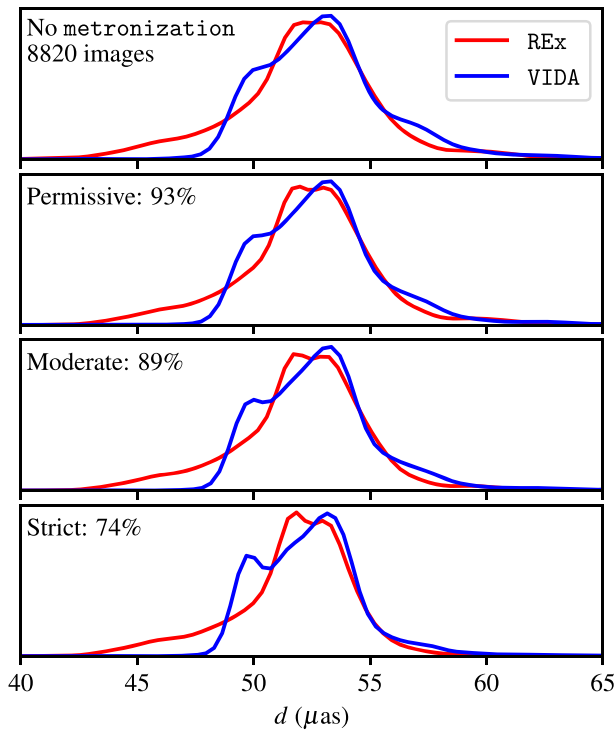 No metronization
8820 images
REx
VIDA
Permissive: 93%
Moderate: 89%
Strict: 74%
40 45 50 55 60 65
d (μas)